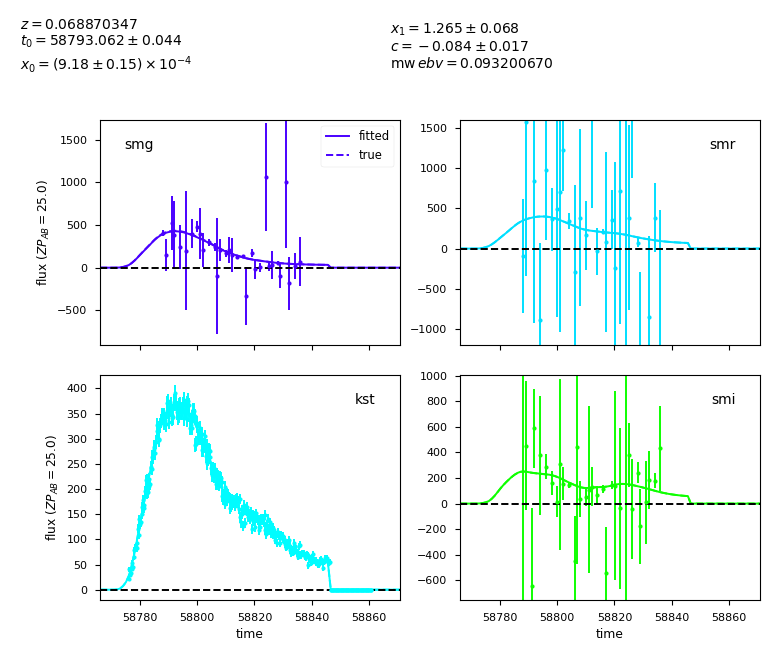 z = 0.068870347
t₀ = 58793.062 ± 0.044
x₀ = (9.18 ± 0.15) × 10⁻⁴
x₁ = 1.265 ± 0.068
c = −0.084 ± 0.017
mw ebv = 0.093200670
smg
fitted
true
1500
1000
500
0
−500
flux (ZP_AB = 25.0)
smr
1500
1000
500
0
−500
−1000
kst
400
350
300
250
200
150
100
50
0
flux (ZP_AB = 25.0)
58780 58800 58820 58840 58860
time
smi
1000
800
600
400
200
0
−200
−400
−600
58780 58800 58820 58840 58860
time